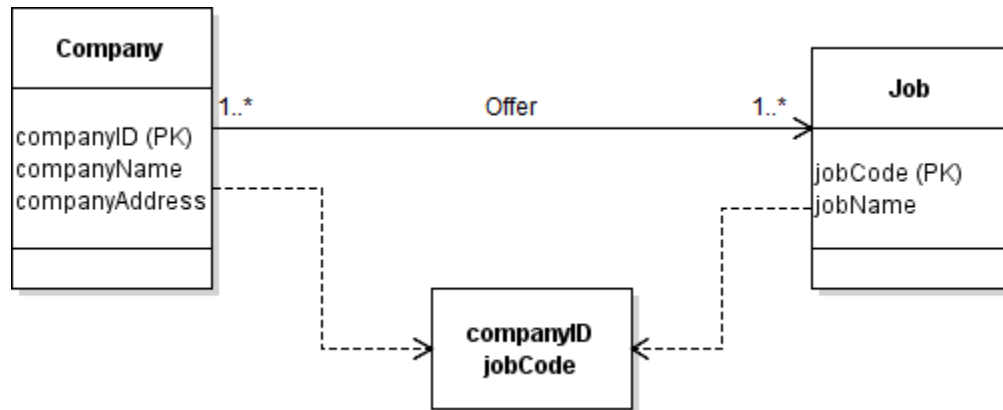 Company
companyID (PK)
companyName
companyAddress
1..*
Offer
1..*
Job
jobCode (PK)
jobName
companyID
jobCode